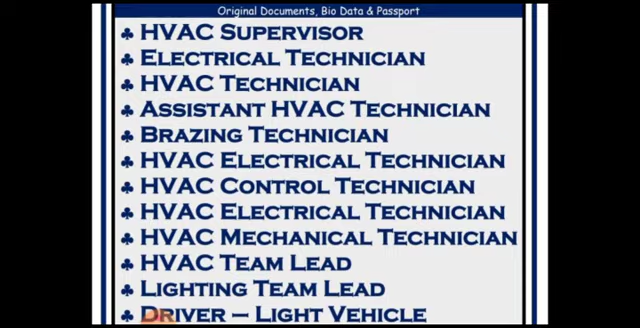 Original Documents, Bio Data & Passport
♣ HVAC Supervisor
♣ Electrical Technician
♣ HVAC Technician
♣ Assistant HVAC Technician
♣ Brazing Technician
♣ HVAC Electrical Technician
♣ HVAC Control Technician
♣ HVAC Electrical Technician
♣ HVAC Mechanical Technician
♣ HVAC Team Lead
♣ Lighting Team Lead
♣ Driver – Light Vehicle